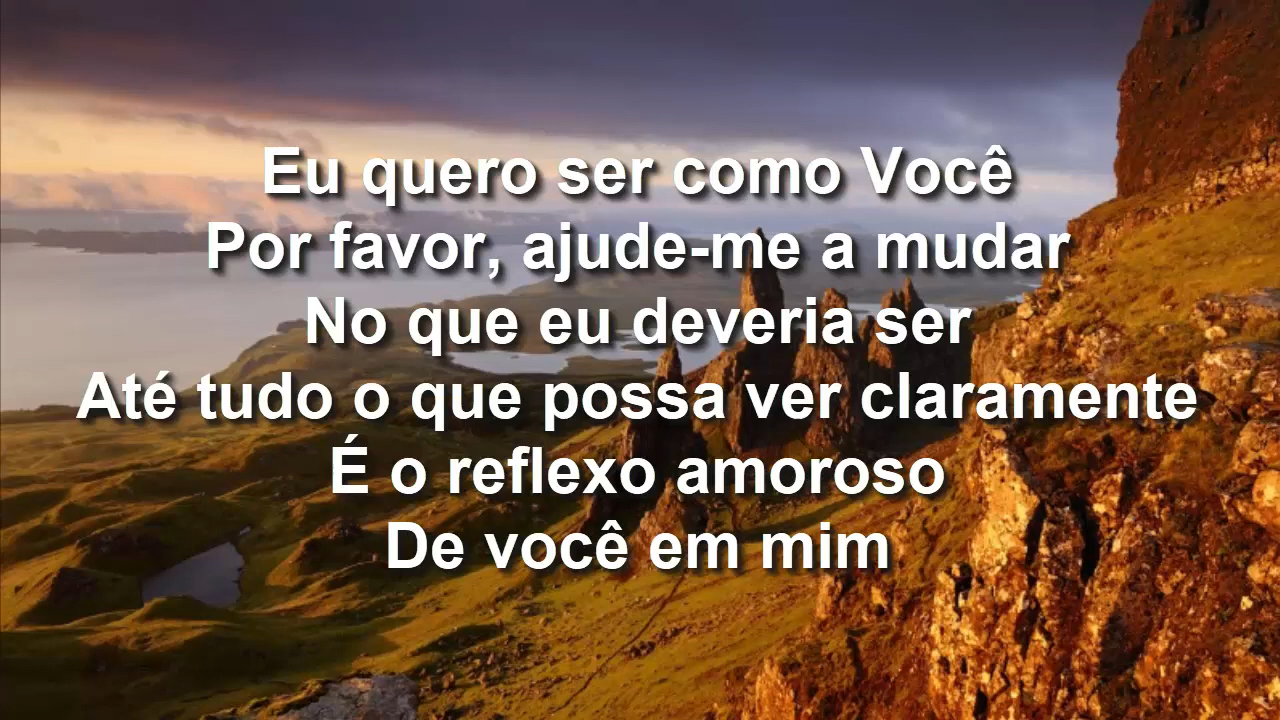 Eu quero ser como Você
Por favor, ajude-me a mudar
No que eu deveria ser
Até tudo o que possa ver claramente
É o reflexo amoroso
De você em mim